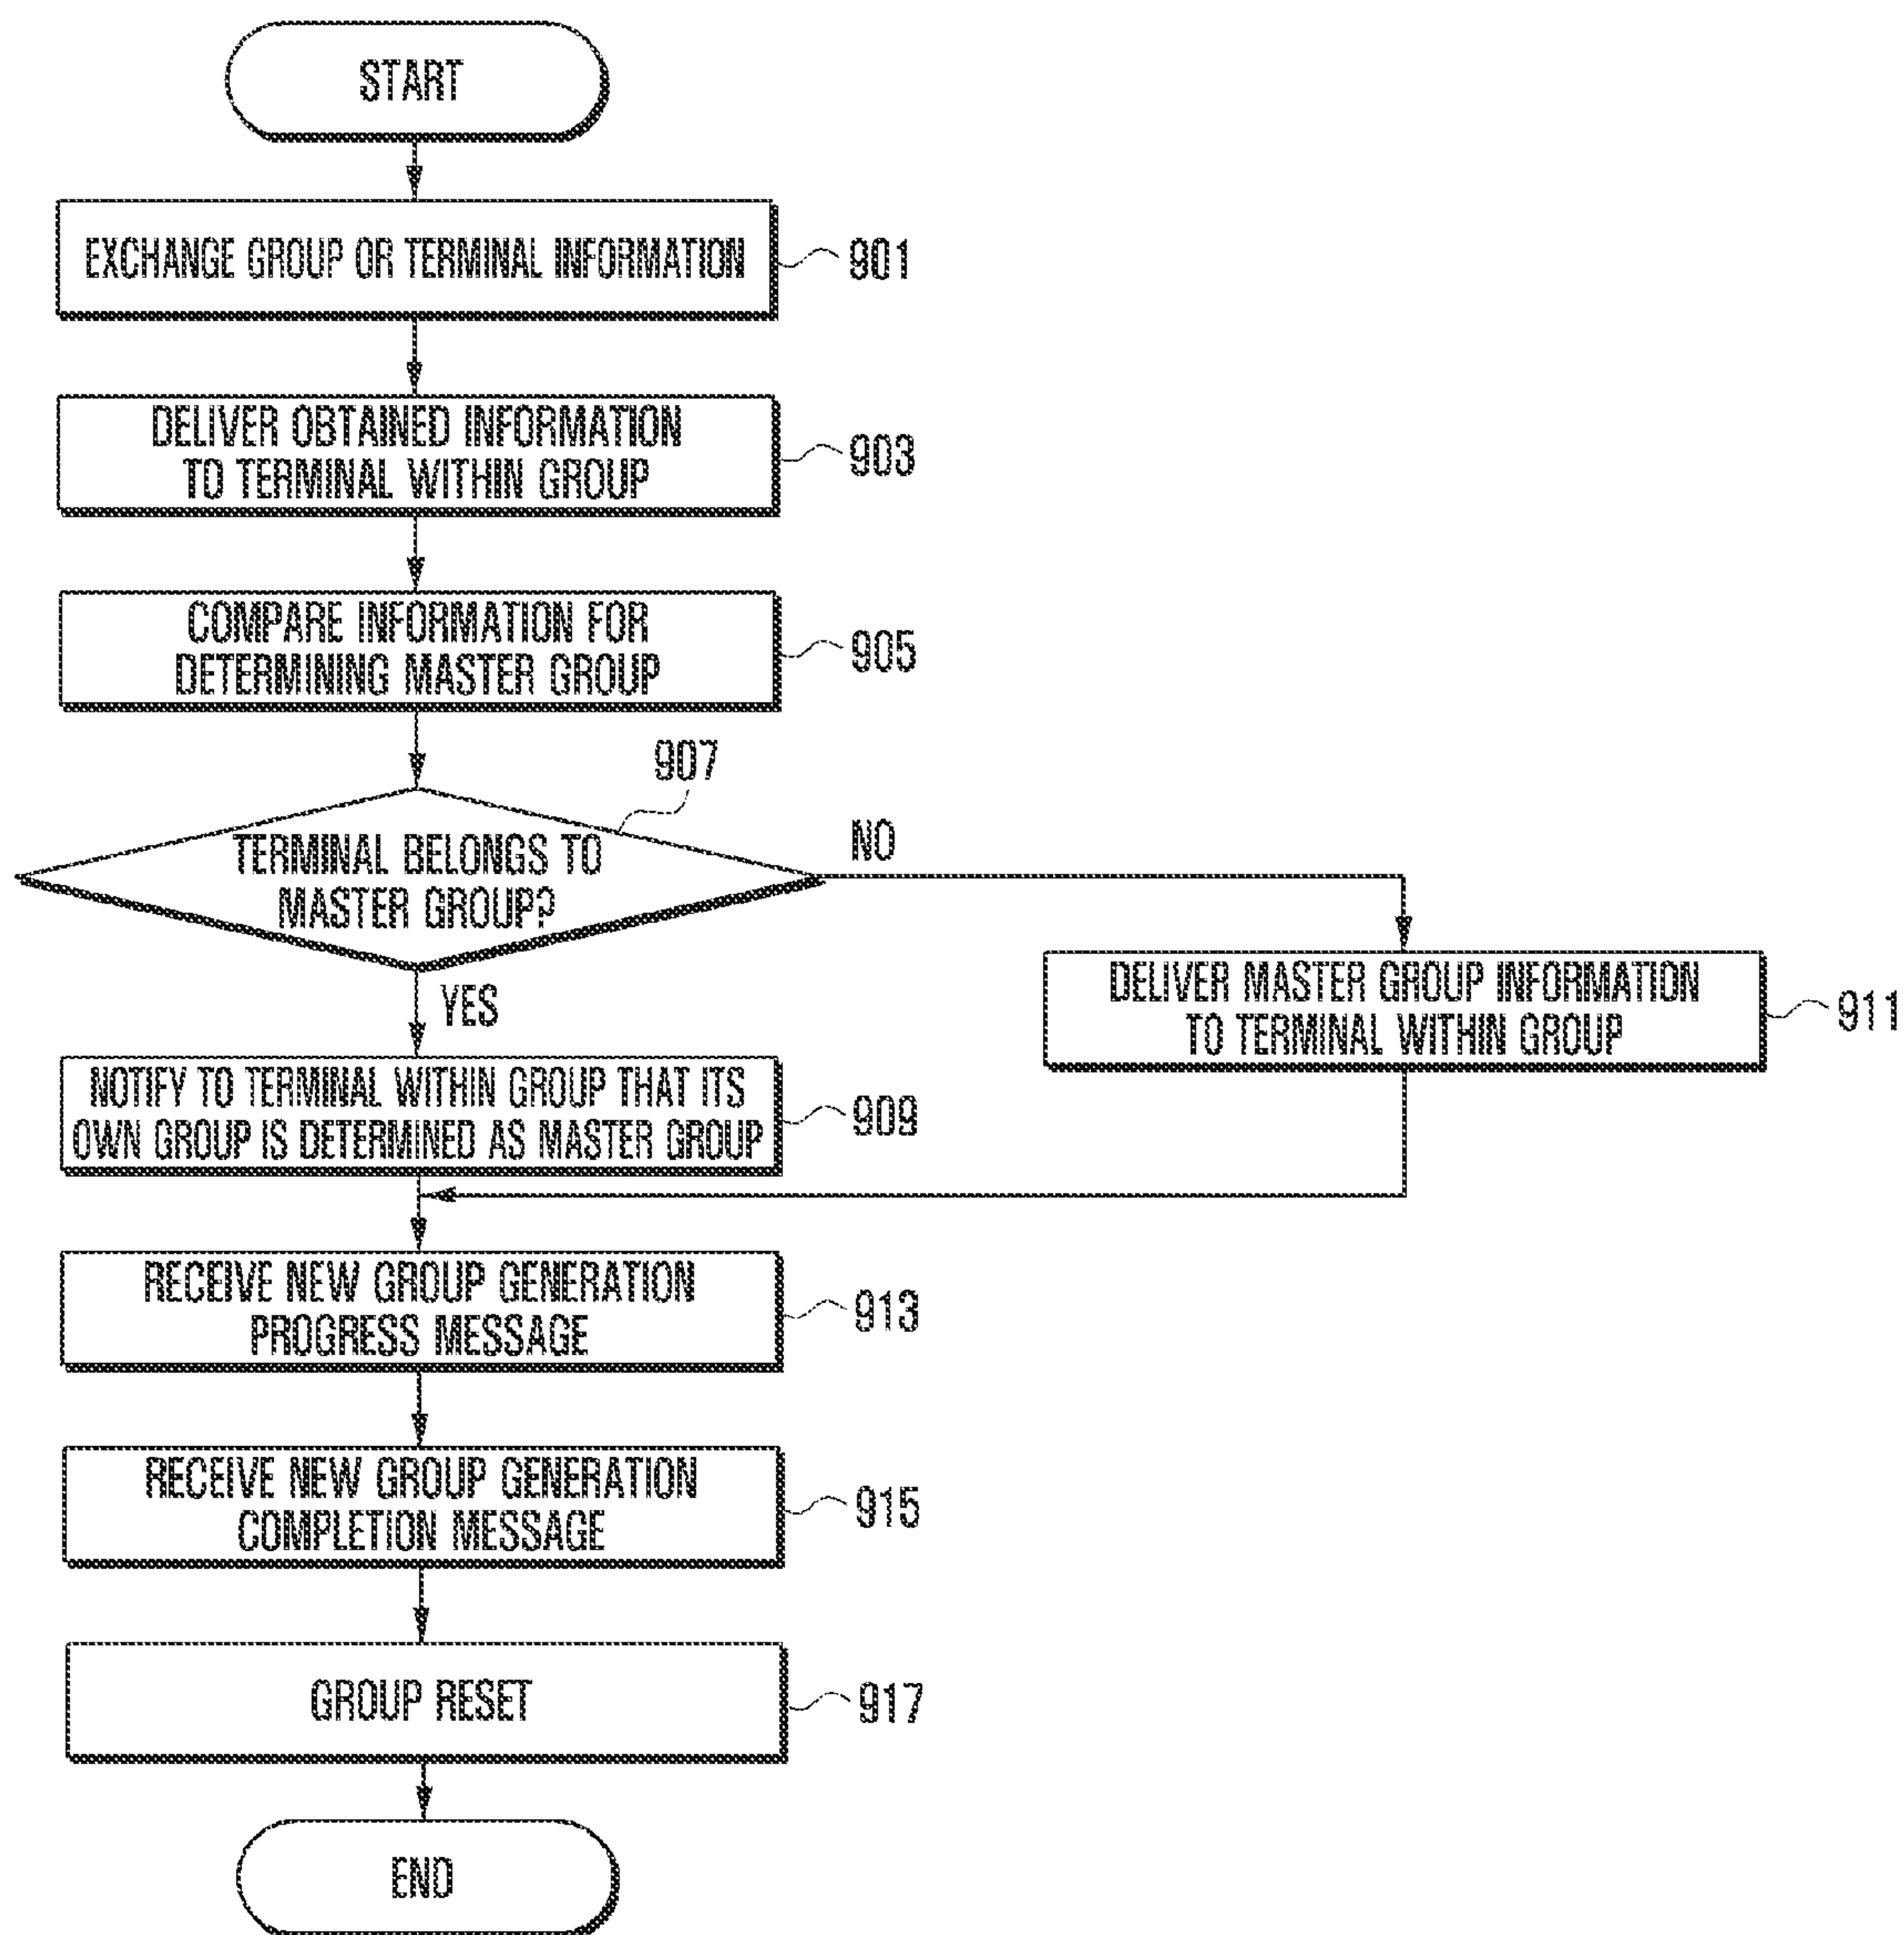 START
EXCHANGE GROUP OR TERMINAL INFORMATION
901
DELIVER OBTAINED INFORMATION
TO TERMINAL WITHIN GROUP
903
COMPARE INFORMATION FOR
DETERMINING MASTER GROUP
905
907
TERMINAL BELONGS TO
MASTER GROUP?
NO
YES
DELIVER MASTER GROUP INFORMATION
TO TERMINAL WITHIN GROUP
911
NOTIFY TO TERMINAL WITHIN GROUP THAT ITS
OWN GROUP IS DETERMINED AS MASTER GROUP
909
RECEIVE NEW GROUP GENERATION
PROGRESS MESSAGE
913
RECEIVE NEW GROUP GENERATION
COMPLETION MESSAGE
915
GROUP RESET
917
END